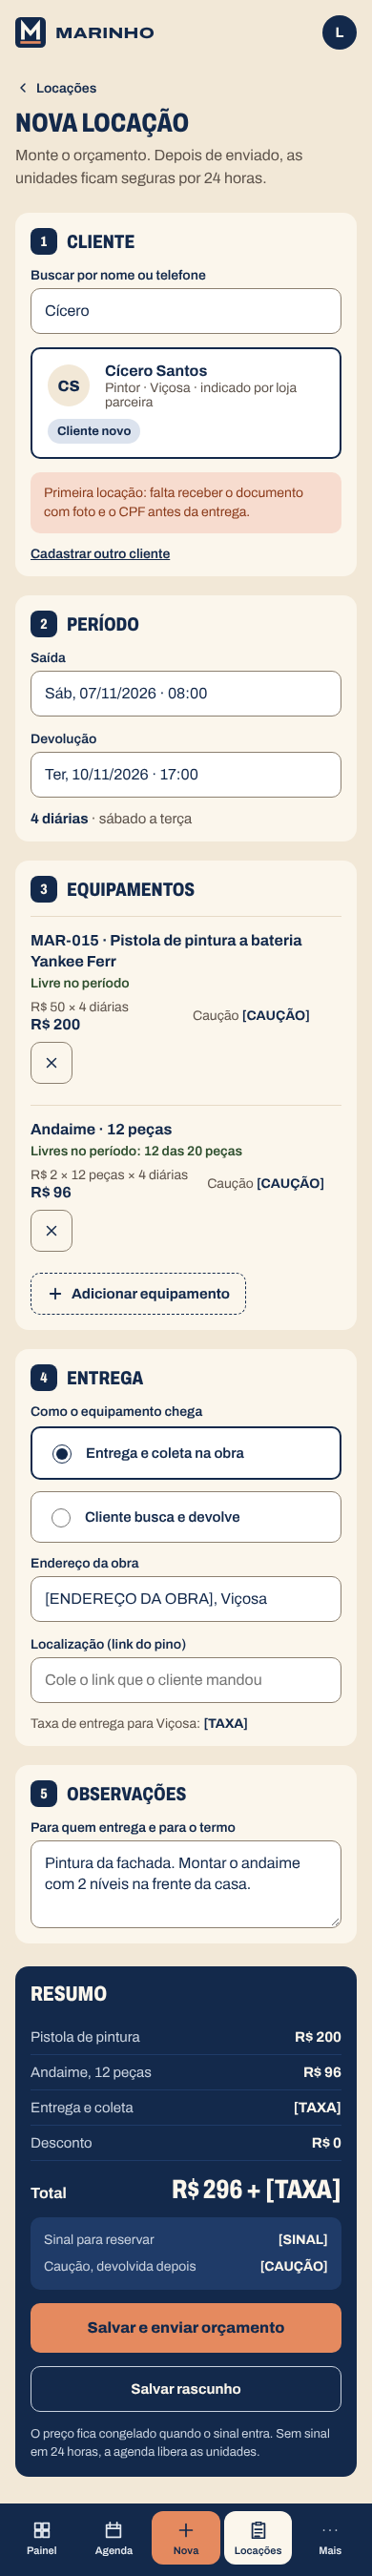 M MARINHO
L
Locações
NOVA LOCAÇÃO
Monte o orçamento. Depois de enviado, as
unidades ficam seguras por 24 horas.
1 CLIENTE
Buscar por nome ou telefone
Cícero
CS
Cícero Santos
Pintor · Viçosa · indicado por loja
parceira
Cliente novo
Primeira locação: falta receber o documento
com foto e o CPF antes da entrega.
Cadastrar outro cliente
2 PERÍODO
Saída
Sáb, 07/11/2026 · 08:00
Devolução
Ter, 10/11/2026 · 17:00
4 diárias · sábado a terça
3 EQUIPAMENTOS
MAR-015 · Pistola de pintura a bateria
Yankee Ferr
Livre no período
R$ 50 × 4 diárias
R$ 200
Caução [CAUÇÃO]
Andaime · 12 peças
Livres no período: 12 das 20 peças
R$ 2 × 12 peças × 4 diárias
R$ 96
Caução [CAUÇÃO]
+ Adicionar equipamento
4 ENTREGA
Como o equipamento chega
Entrega e coleta na obra
Cliente busca e devolve
Endereço da obra
[ENDEREÇO DA OBRA], Viçosa
Localização (link do pino)
Cole o link que o cliente mandou
Taxa de entrega para Viçosa: [TAXA]
5 OBSERVAÇÕES
Para quem entrega e para o termo
Pintura da fachada. Montar o andaime
com 2 níveis na frente da casa.
RESUMO
Pistola de pintura R$ 200
Andaime, 12 peças R$ 96
Entrega e coleta [TAXA]
Desconto R$ 0
Total R$ 296 + [TAXA]
Sinal para reservar [SINAL]
Caução, devolvida depois [CAUÇÃO]
Salvar e enviar orçamento
Salvar rascunho
O preço fica congelado quando o sinal entra. Sem sinal
em 24 horas, a agenda libera as unidades.
Painel Agenda Nova Locações Mais